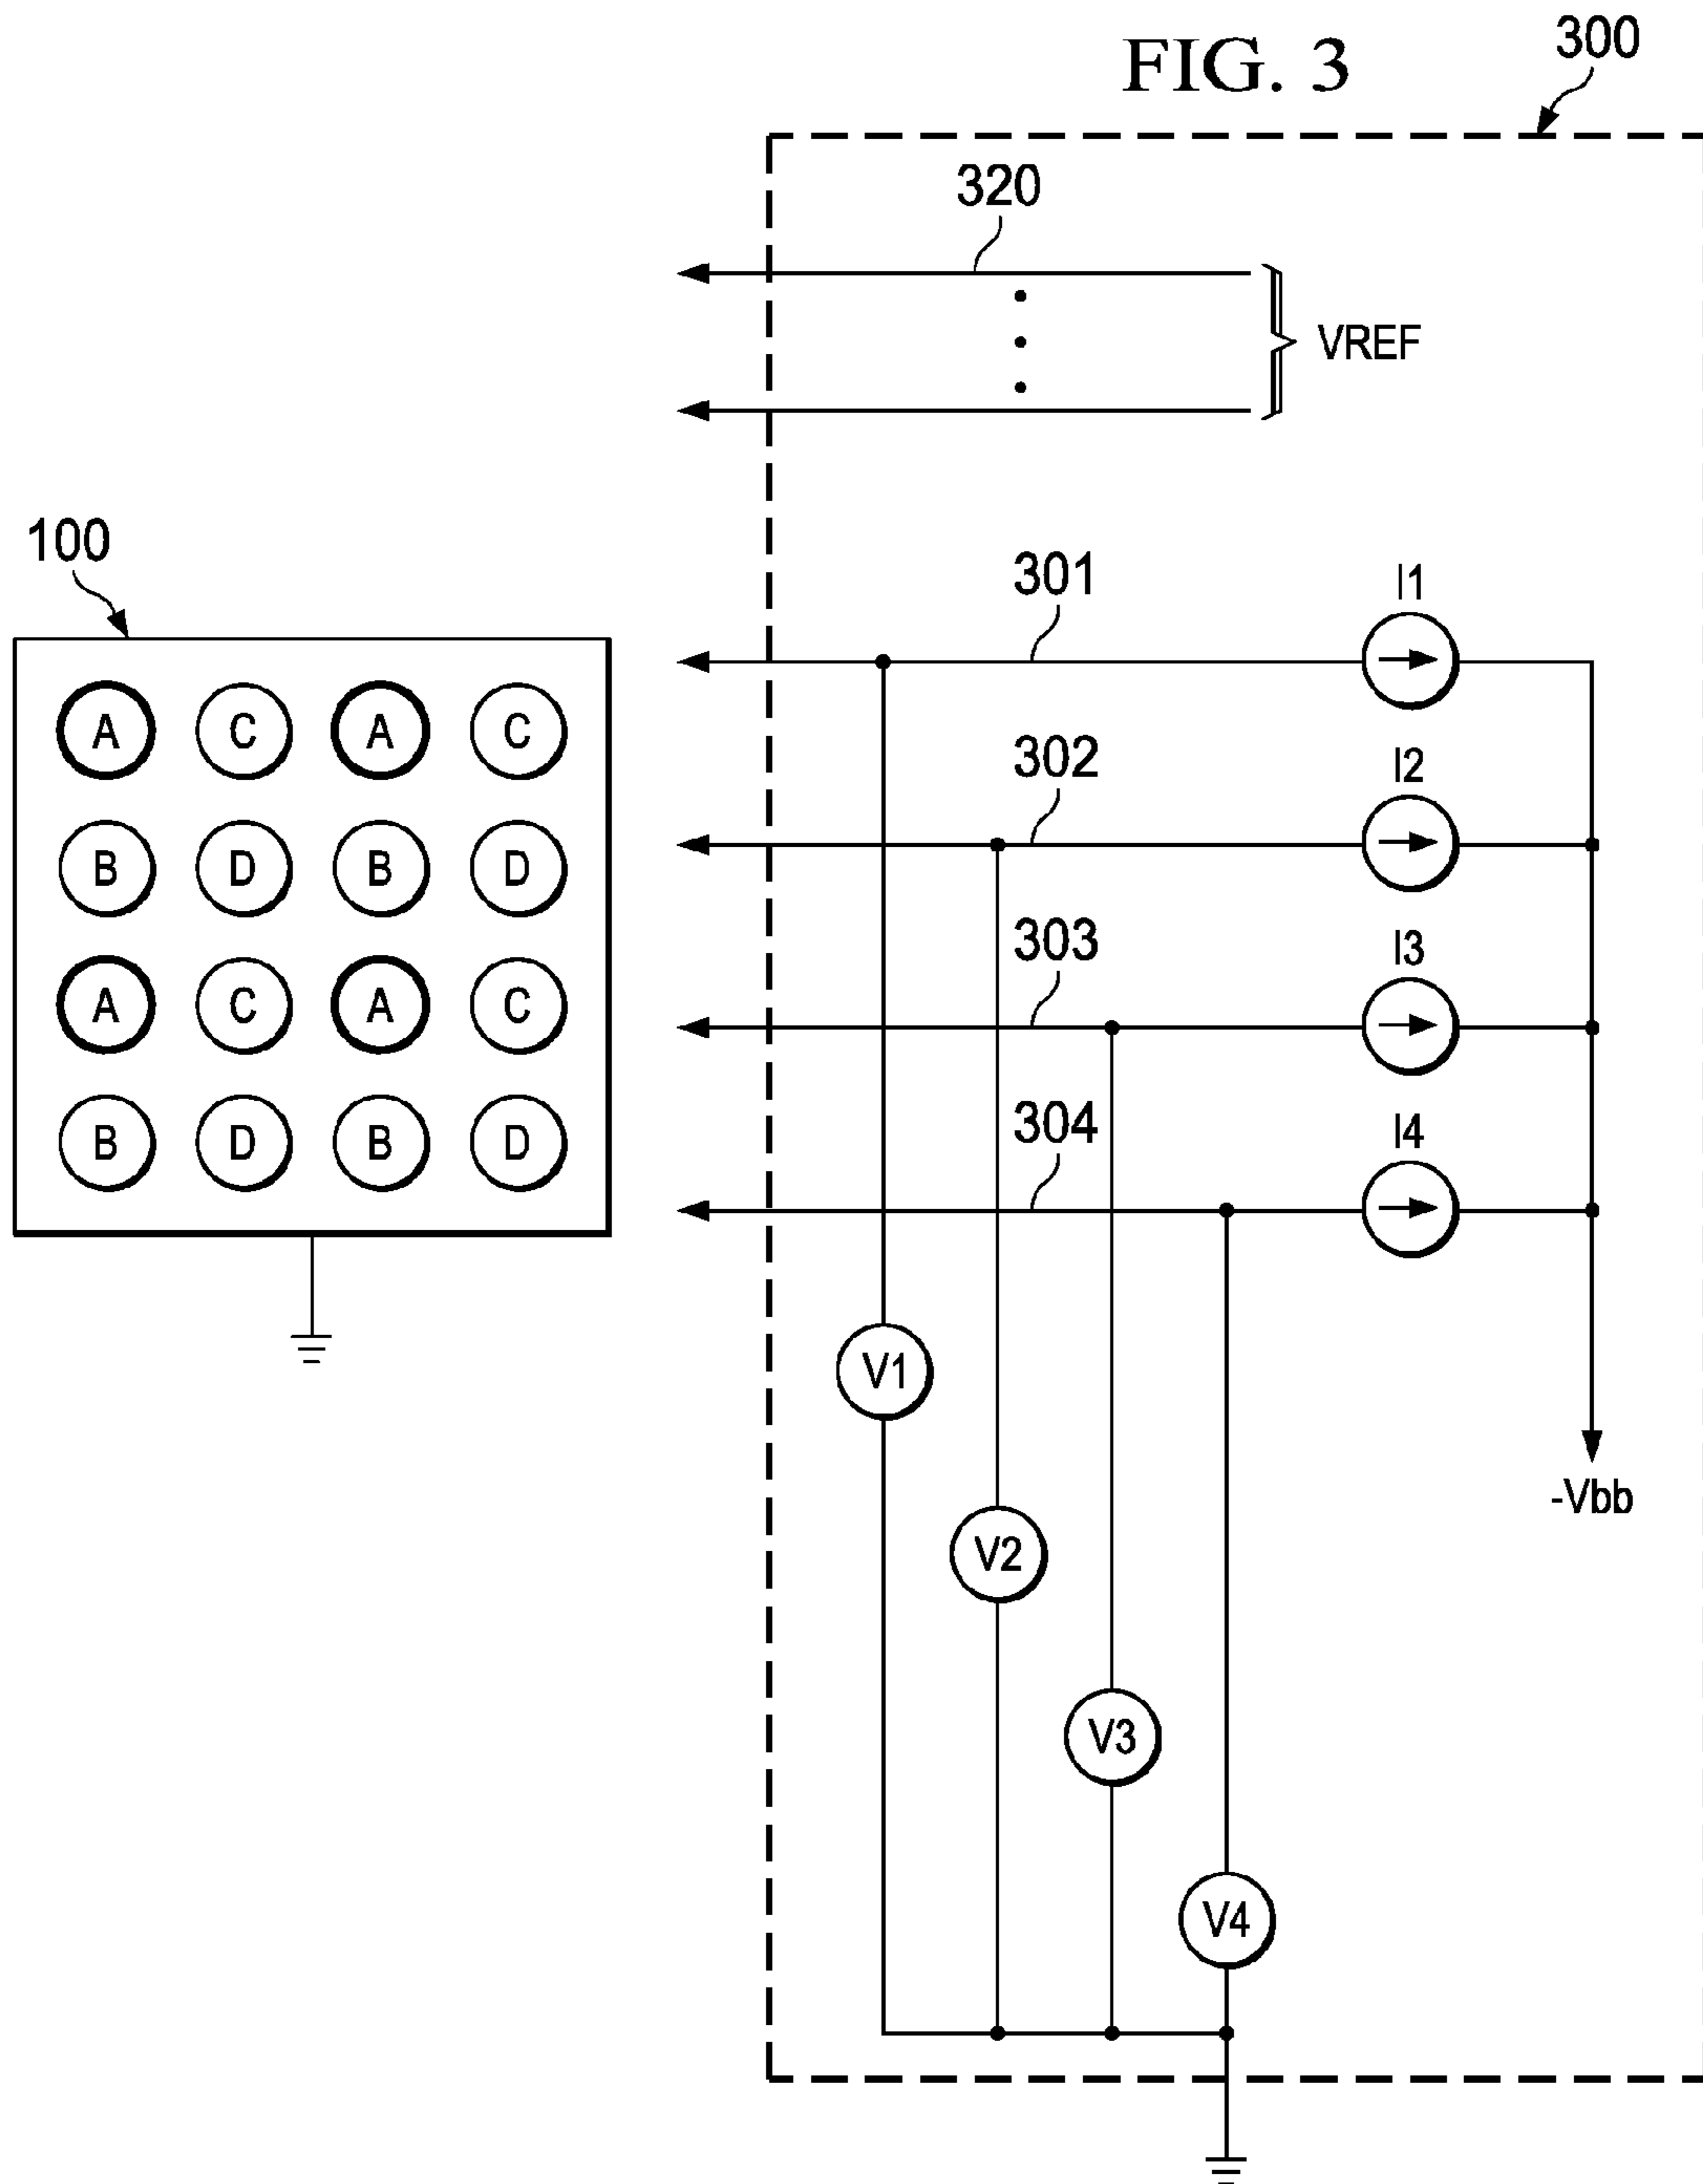 FIG. 3
300
320
VREF
100
301
I1
302
I2
303
I3
304
I4
A C A C
B D B D
A C A C
B D B D
V1
V2
V3
V4
-Vbb